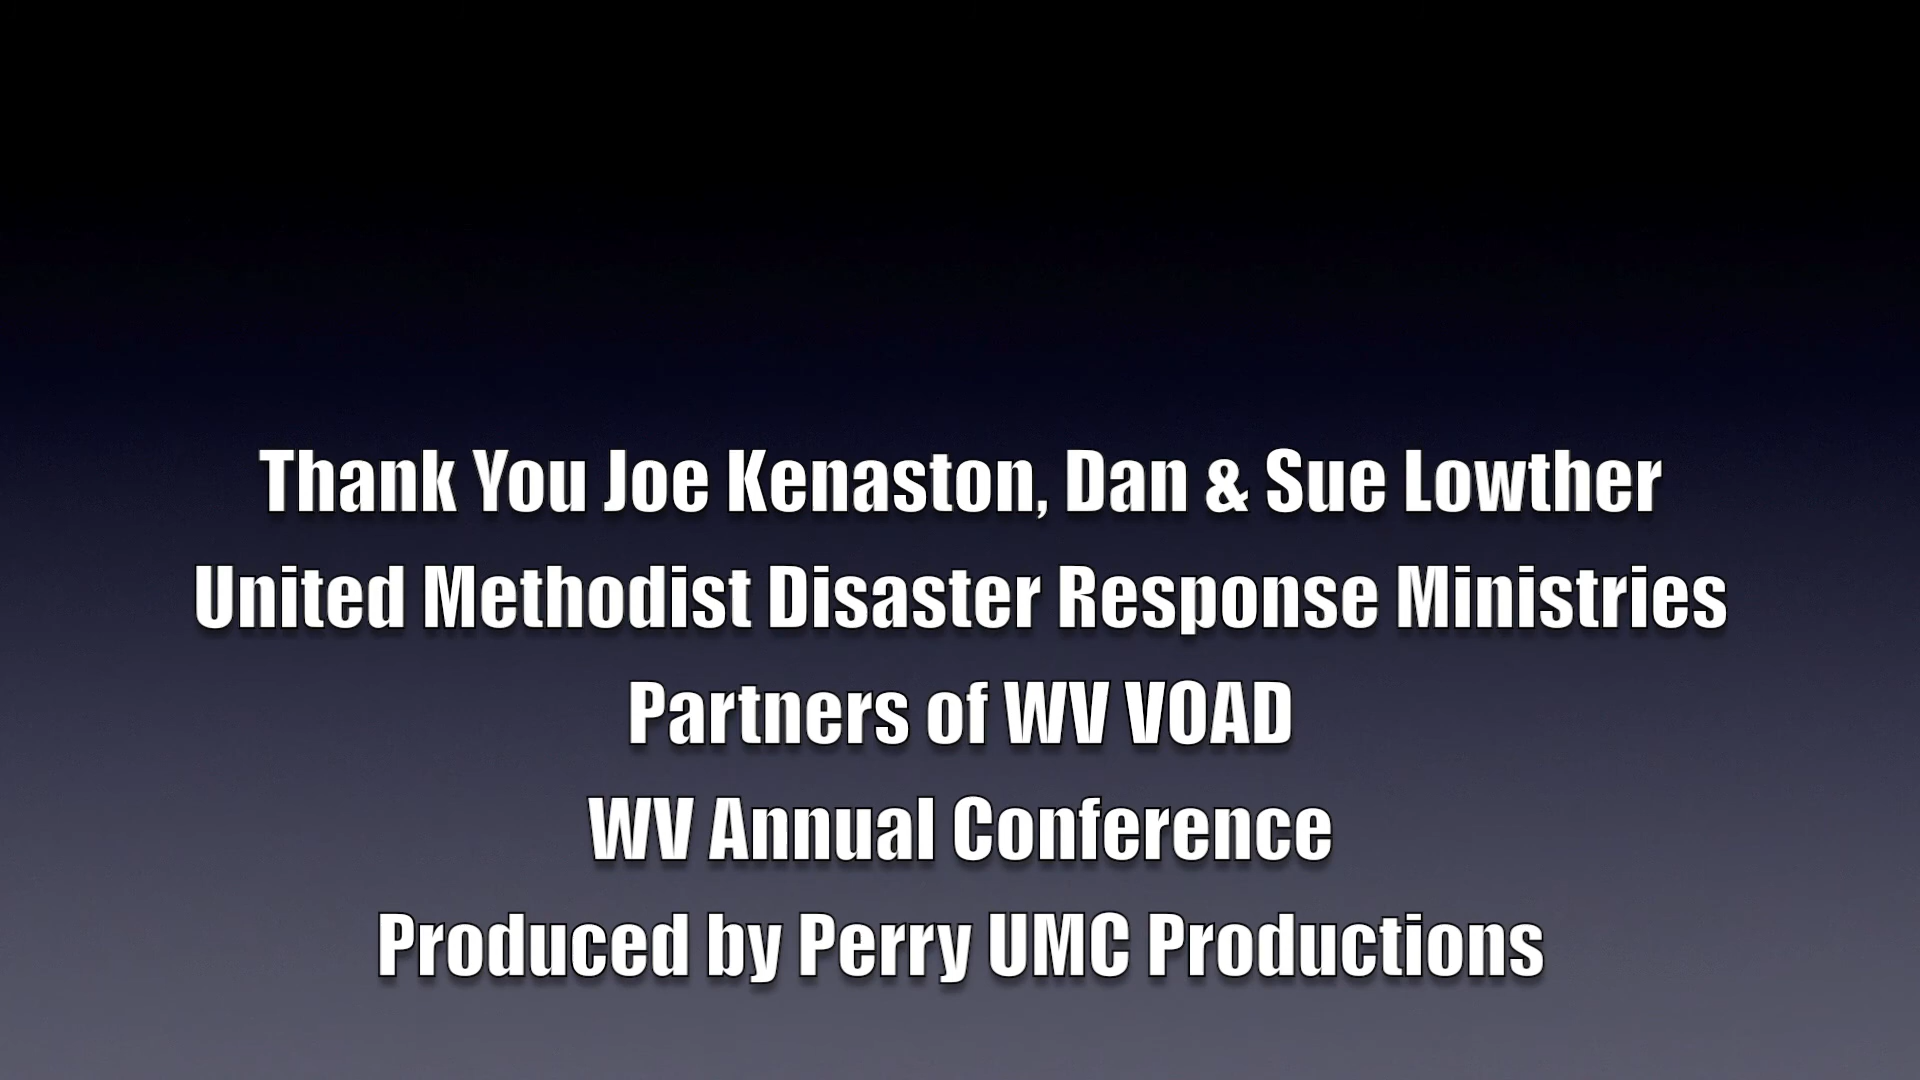 Thank You Joe Kenaston, Dan & Sue Lowther
United Methodist Disaster Response Ministries
Partners of WV VOAD
WV Annual Conference
Produced by Perry UMC Productions